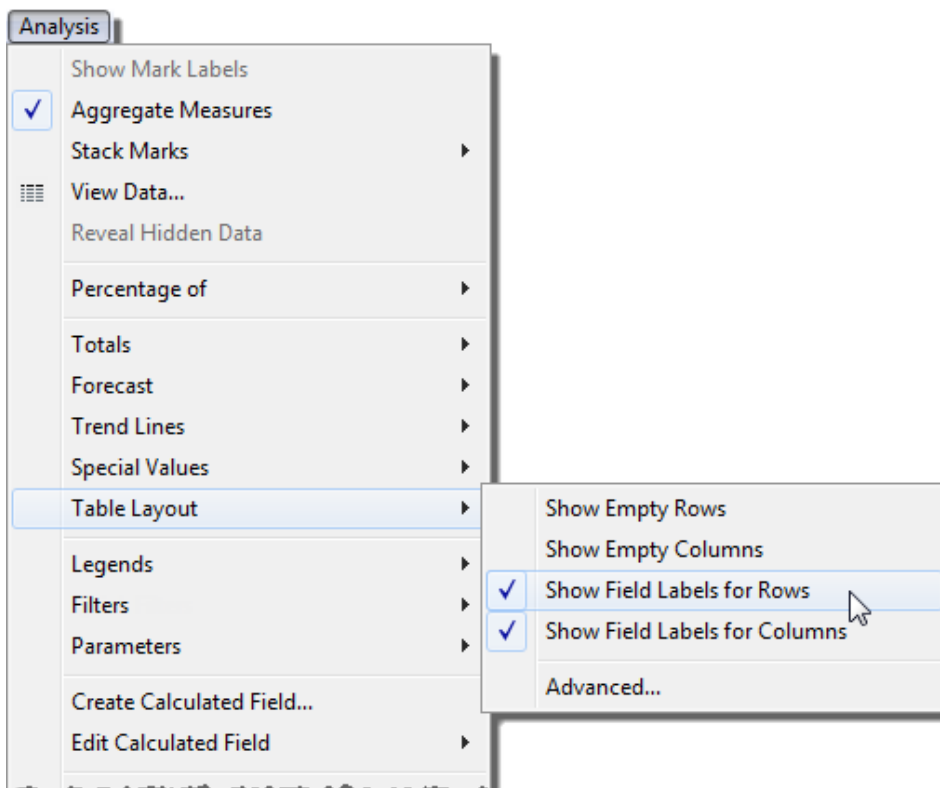 Analysis
Show Mark Labels
Aggregate Measures
Stack Marks
View Data...
Reveal Hidden Data
Percentage of
Totals
Forecast
Trend Lines
Special Values
Table Layout
Show Empty Rows
Show Empty Columns
Show Field Labels for Rows
Show Field Labels for Columns
Advanced...
Legends
Filters
Parameters
Create Calculated Field...
Edit Calculated Field